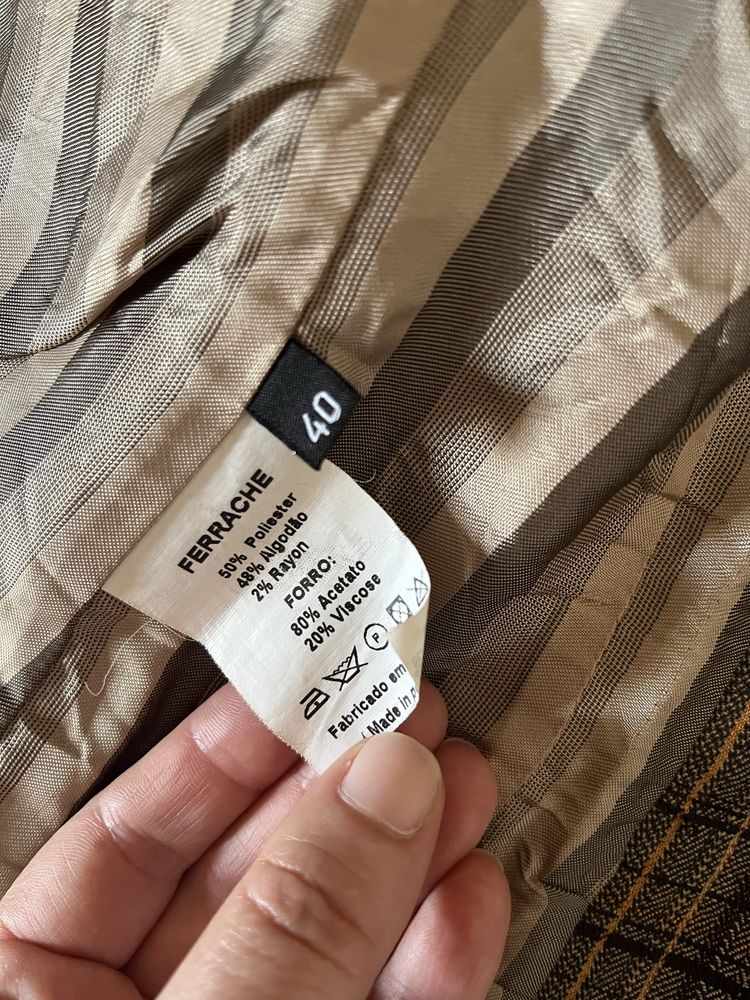 40
FERRACHE
50% Poliester
48% Algodão
2% Rayon
FORRO:
80% Acetato
20% Viscose
P
Fabricado em
Made in